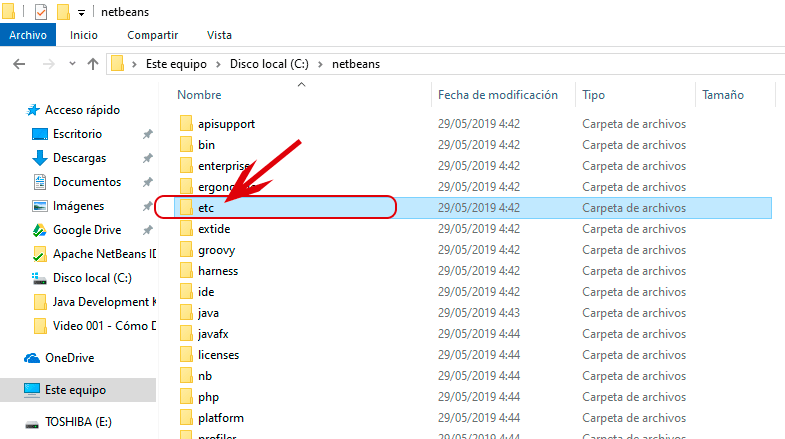 netbeans
Archivo Inicio Compartir Vista
Este equipo > Disco local (C:) > netbeans
Nombre Fecha de modificación Tipo Tamaño
Acceso rápido
Escritorio
Descargas
Documentos
Imágenes
Google Drive
Apache NetBeans ID
Disco local (C:)
Java Development K
Video 001 - Cómo D
OneDrive
Este equipo
TOSHIBA (E:)
apisupport 29/05/2019 4:42 Carpeta de archivos
bin 29/05/2019 4:42 Carpeta de archivos
enterprise 29/05/2019 4:42 Carpeta de archivos
29/05/2019 4:42 Carpeta de archivos
etc 29/05/2019 4:42 Carpeta de archivos
extide 29/05/2019 4:42 Carpeta de archivos
groovy 29/05/2019 4:42 Carpeta de archivos
harness 29/05/2019 4:42 Carpeta de archivos
ide 29/05/2019 4:42 Carpeta de archivos
java 29/05/2019 4:43 Carpeta de archivos
javafx 29/05/2019 4:44 Carpeta de archivos
licenses 29/05/2019 4:44 Carpeta de archivos
nb 29/05/2019 4:44 Carpeta de archivos
php 29/05/2019 4:44 Carpeta de archivos
platform 29/05/2019 4:44 Carpeta de archivos